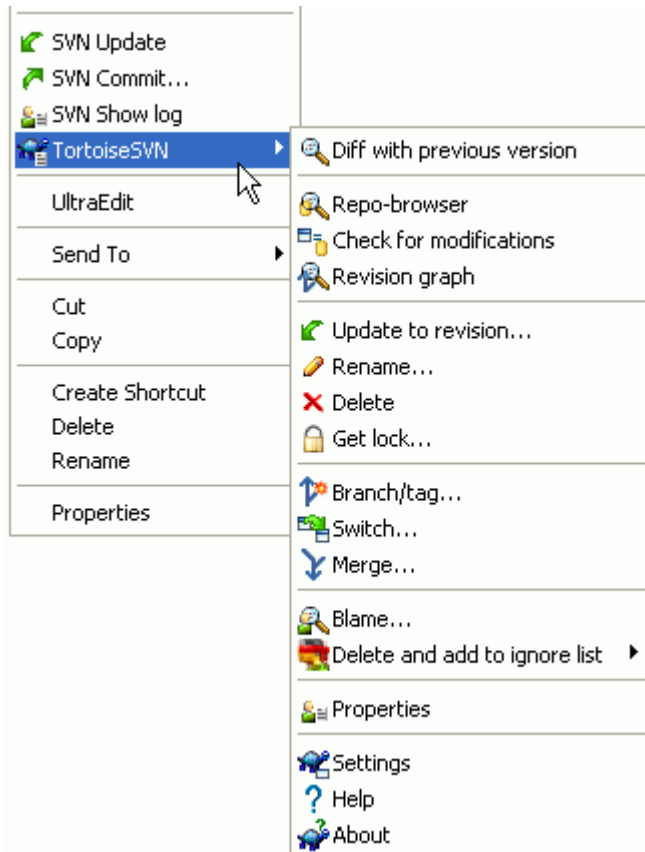 SVN Update
SVN Commit...
SVN Show log
TortoiseSVN
UltraEdit
Send To
Cut
Copy
Create Shortcut
Delete
Rename
Properties
Diff with previous version
Repo-browser
Check for modifications
Revision graph
Update to revision...
Rename...
Delete
Get lock...
Branch/tag...
Switch...
Merge...
Blame...
Delete and add to ignore list
Properties
Settings
Help
About